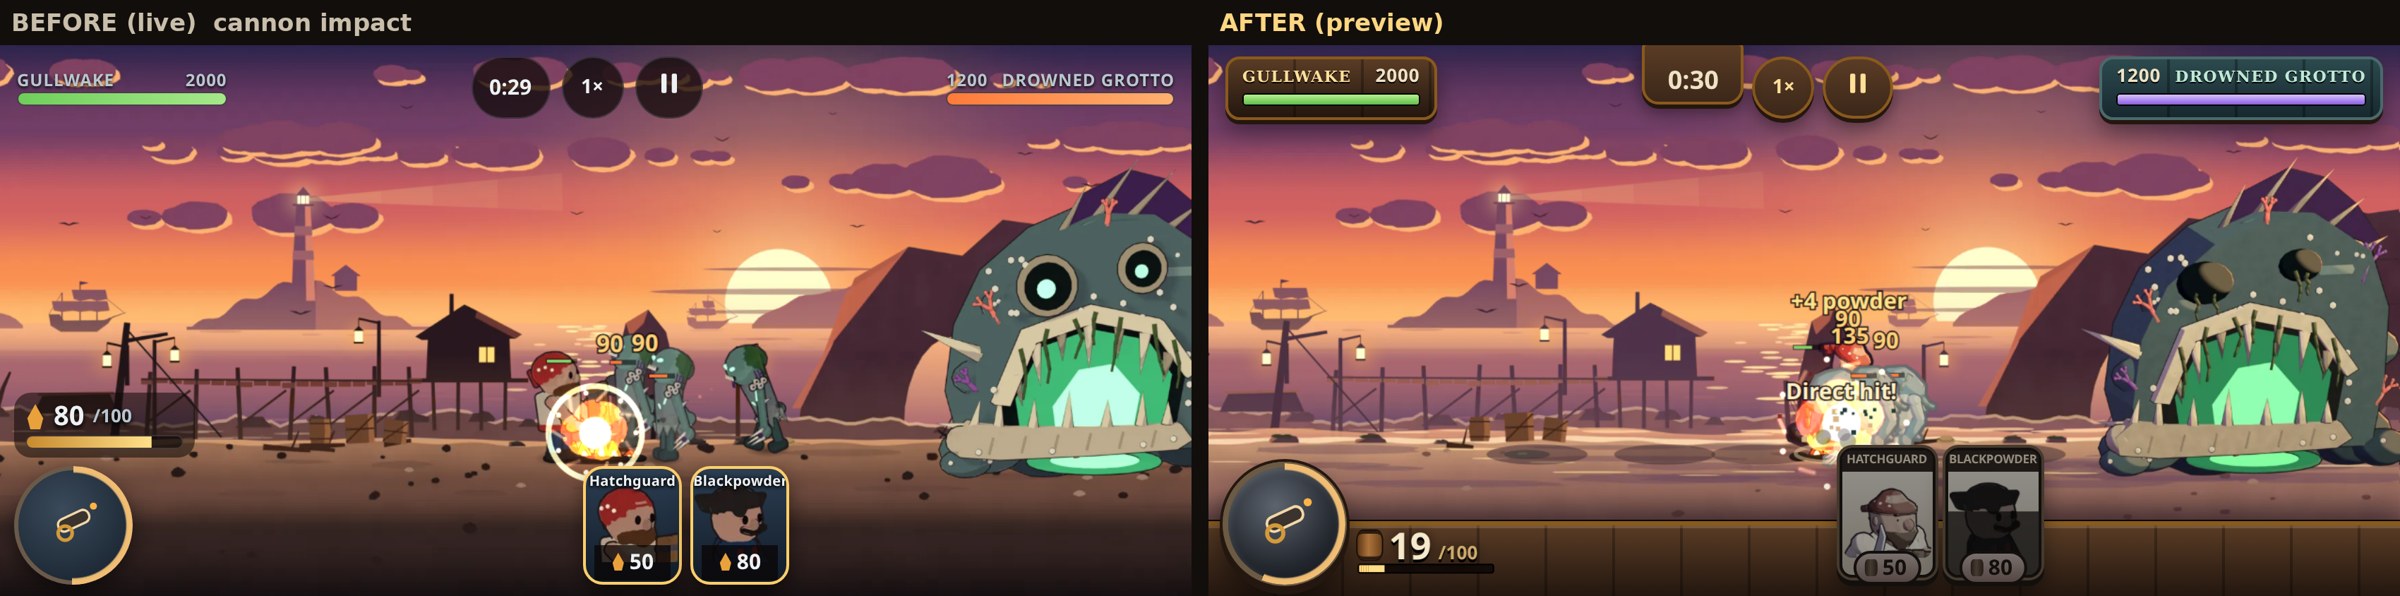 BEFORE (live) cannon impact
GULLWAKE 2000
0:29
1×
1200 DROWNED GROTTO
90 90
80 /100
Hatchguard
50
Blackpowder
80
AFTER (preview)
GULLWAKE 2000
0:30
1×
1200 DROWNED GROTTO
+4 powder
90
135 90
Direct hit!
19 /100
HATCHGUARD
50
BLACKPOWDER
80